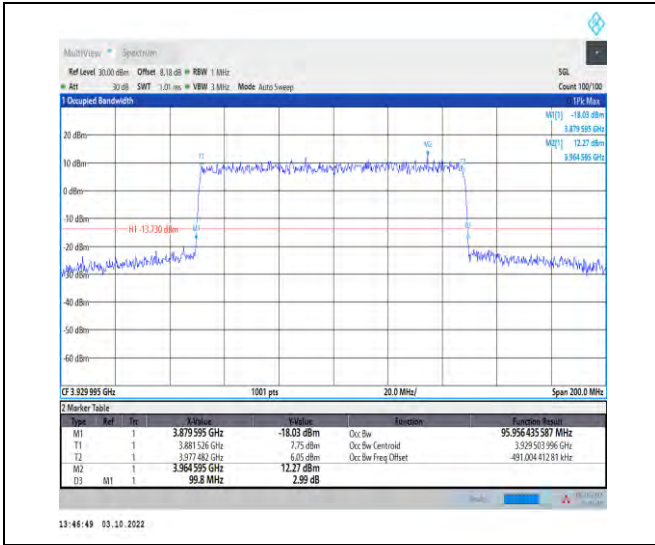 MultiView Spectrum
Ref Level 30.00 dBm Offset 8.18 dB RBW 1 MHz SGL
Att 30 dB SWT 1.01 ms VBW 3 MHz Mode Auto Sweep Count 100/100
1 Occupied Bandwidth 1Pk Max
M1[1] -18.03 dBm
3.879 595 GHz
20 dBm
M2[1] 12.27 dBm
3.964 595 GHz
M2
T1
T2
10 dBm
0 dBm
-10 dBm
H1 -13.730 dBm
M1
D3
-20 dBm
-30 dBm
-40 dBm
-50 dBm
-60 dBm
CF 3.929 995 GHz 1001 pts 20.0 MHz/ Span 200.0 MHz
2 Marker Table
Type Ref Trc X-Value Y-Value Function Function Result
M1 1 3.879 595 GHz -18.03 dBm Occ Bw 95.956 435 587 MHz
T1 1 3.881 526 GHz 7.75 dBm Occ Bw Centroid 3.929 503 996 GHz
T2 1 3.977 482 GHz 6.05 dBm Occ Bw Freq Offset -491.004 412 81 kHz
M2 1 3.964 595 GHz 12.27 dBm
D3 M1 1 99.8 MHz 2.99 dB
13:46:49 03.10.2022